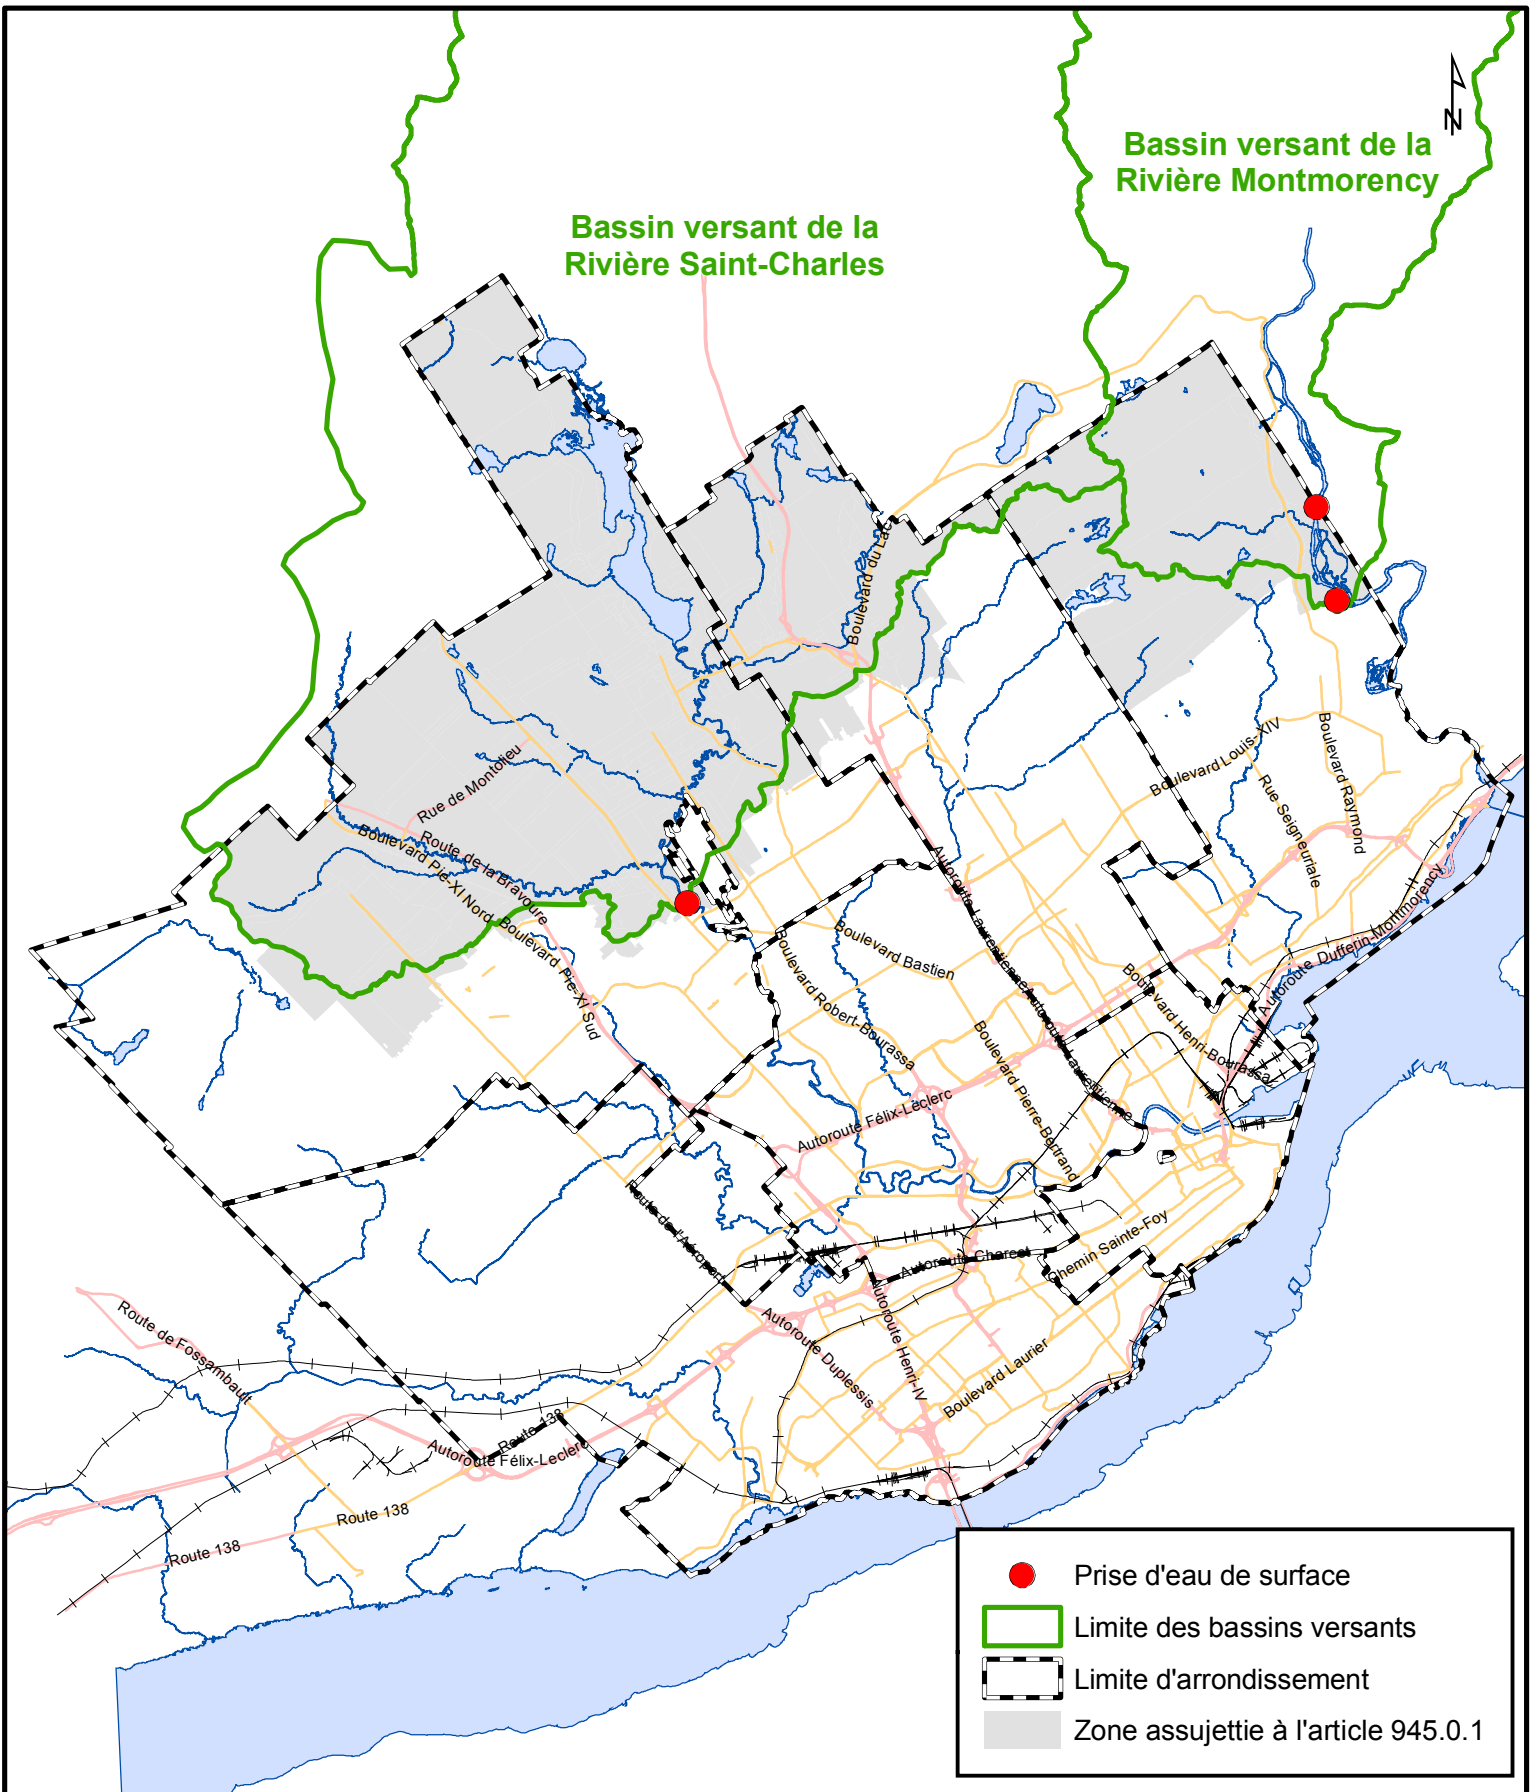 Bassin versant de la
Rivière Montmorency
N
Bassin versant de la
Rivière Saint-Charles
Boulevard du Lac
Rue de Montolieu
Route de la Bravoure
Boulevard Pie-XI Nord
Boulevard Pie-XI Sud
Boulevard Louis-XIV
Boulevard Raymond
Rue Seigneuriale
Autoroute Laurentienne
Autoroute Laurentienne
Boulevard Bastien
Boulevard Robert-Bourassa
Boulevard Henri-Bourassa
Autoroute Dufferin-Montmorency
Boulevard Pierre-Bertrand
Autoroute Félix-Leclerc
Route de l'Aéroport
Autoroute Charest
Chemin Sainte-Foy
Route de Fossambault
Autoroute Duplessis
Autoroute Henri-IV
Boulevard Laurier
Route 138
Autoroute Félix-Leclerc
Route 138
Route 138
Prise d'eau de surface
Limite des bassins versants
Limite d'arrondissement
Zone assujettie à l'article 945.0.1